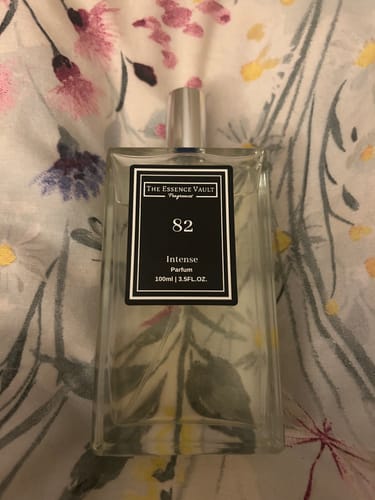 The Essence Vault
Fragrances
82
Intense
Parfum
100ml | 3.5FL.OZ.